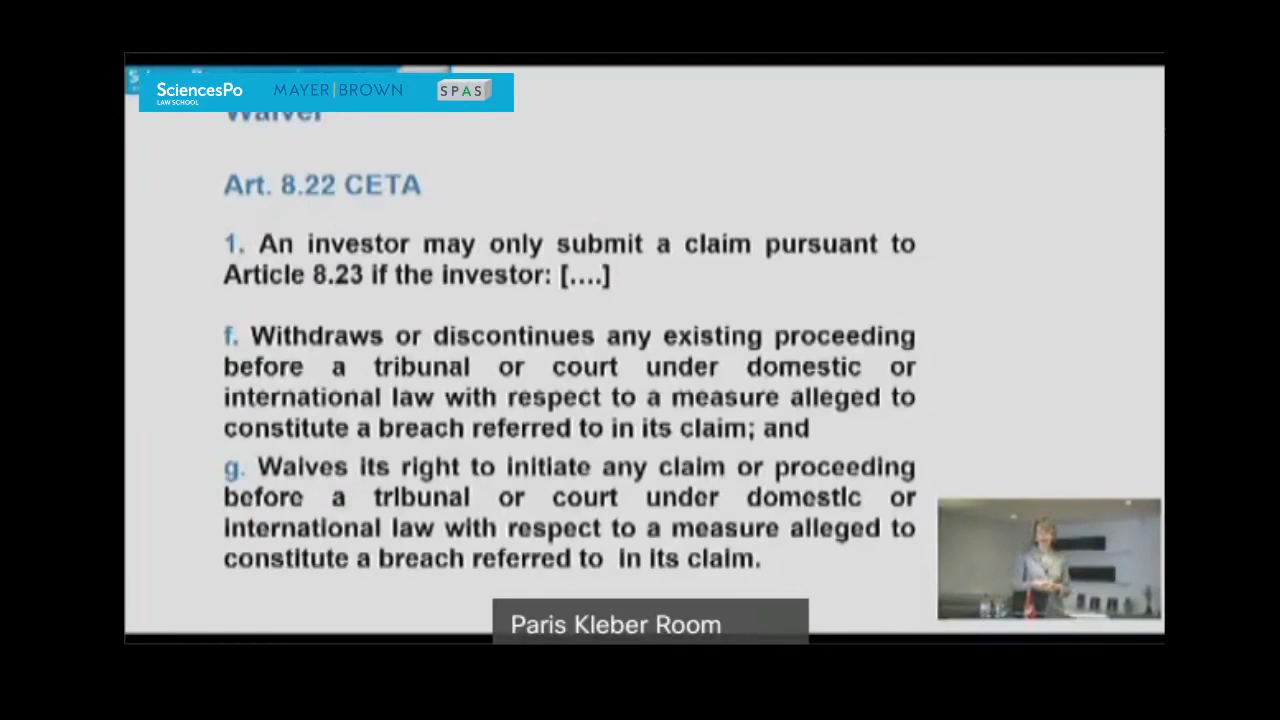 SciencesPo
LAW SCHOOL
MAYER|BROWN
SPAS
Waiver
Art. 8.22 CETA
1. An investor may only submit a claim pursuant to
Article 8.23 if the investor: [....]
f. Withdraws or discontinues any existing proceeding
before a tribunal or court under domestic or
international law with respect to a measure alleged to
constitute a breach referred to in its claim; and
g. Waives its right to initiate any claim or proceeding
before a tribunal or court under domestic or
international law with respect to a measure alleged to
constitute a breach referred to in its claim.
Paris Kleber Room